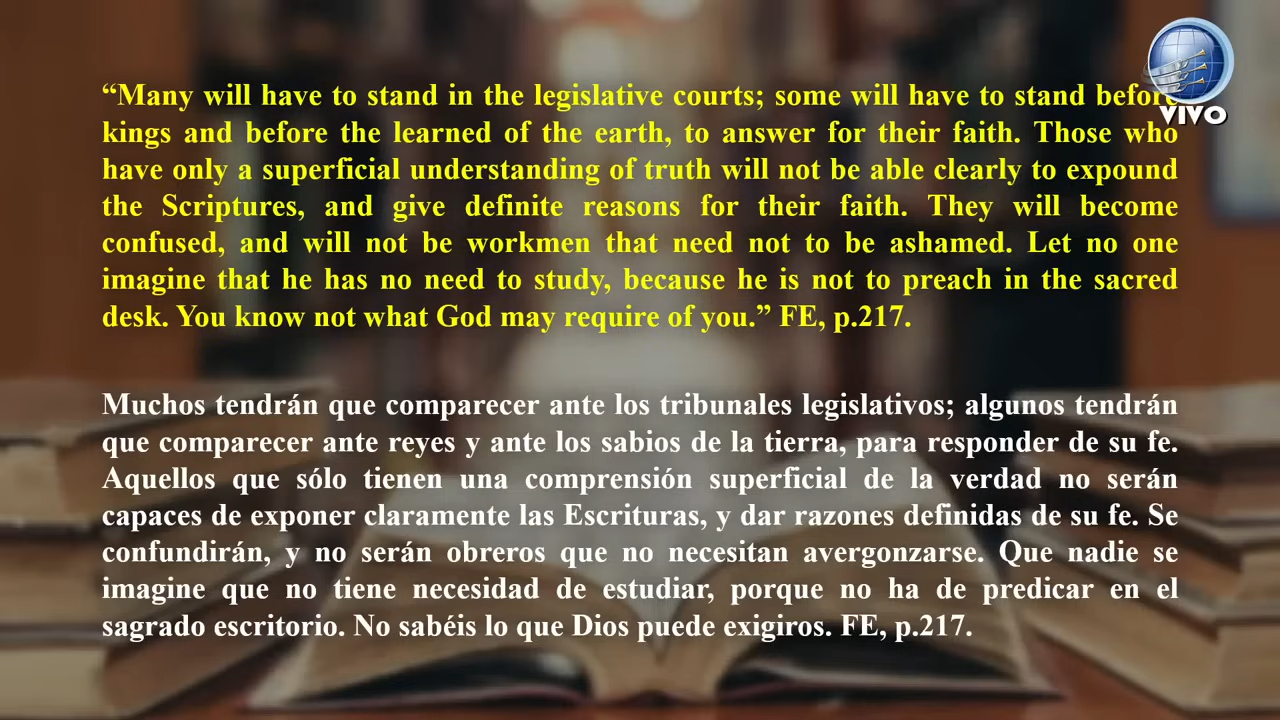 “Many will have to stand in the legislative courts; some will have to stand before
VIVO
kings and before the learned of the earth, to answer for their faith. Those who
have only a superficial understanding of truth will not be able clearly to expound
the Scriptures, and give definite reasons for their faith. They will become
confused, and will not be workmen that need not to be ashamed. Let no one
imagine that he has no need to study, because he is not to preach in the sacred
desk. You know not what God may require of you.” FE, p.217.
Muchos tendrán que comparecer ante los tribunales legislativos; algunos tendrán
que comparecer ante reyes y ante los sabios de la tierra, para responder de su fe.
Aquellos que sólo tienen una comprensión superficial de la verdad no serán
capaces de exponer claramente las Escrituras, y dar razones definidas de su fe. Se
confundirán, y no serán obreros que no necesitan avergonzarse. Que nadie se
imagine que no tiene necesidad de estudiar, porque no ha de predicar en el
sagrado escritorio. No sabéis lo que Dios puede exigiros. FE, p.217.